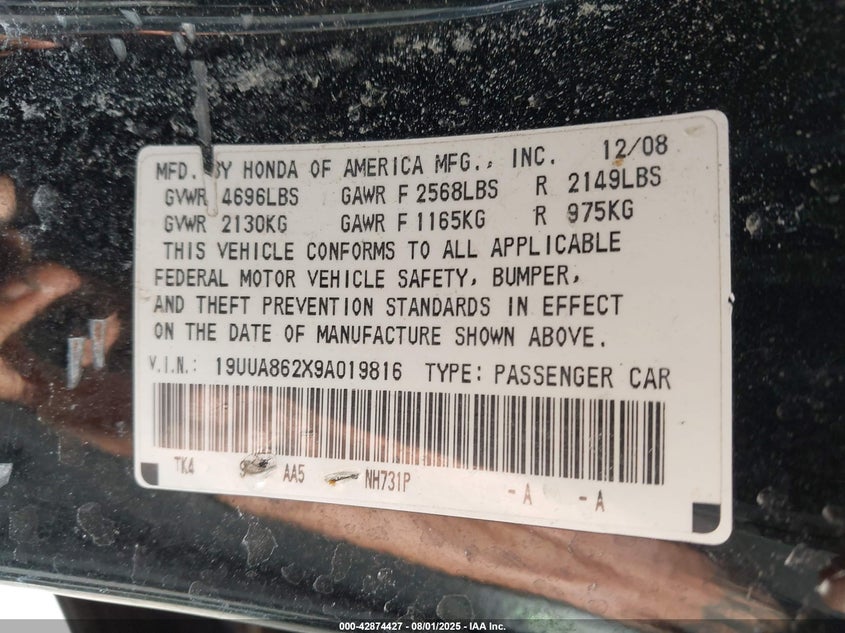 MFD. BY HONDA OF AMERICA MFG., INC. 12/08
GVWR 4696LBS GAWR F 2568LBS R 2149LBS
GVWR 2130KG GAWR F 1165KG R 975KG
THIS VEHICLE CONFORMS TO ALL APPLICABLE
FEDERAL MOTOR VEHICLE SAFETY, BUMPER,
AND THEFT PREVENTION STANDARDS IN EFFECT
ON THE DATE OF MANUFACTURE SHOWN ABOVE.
V.I.N.: 19UUA862X9A019816 TYPE: PASSENGER CAR
TK4 AA5 NH731P -A -A
000-42874427 - 08/01/2025 - IAA Inc.